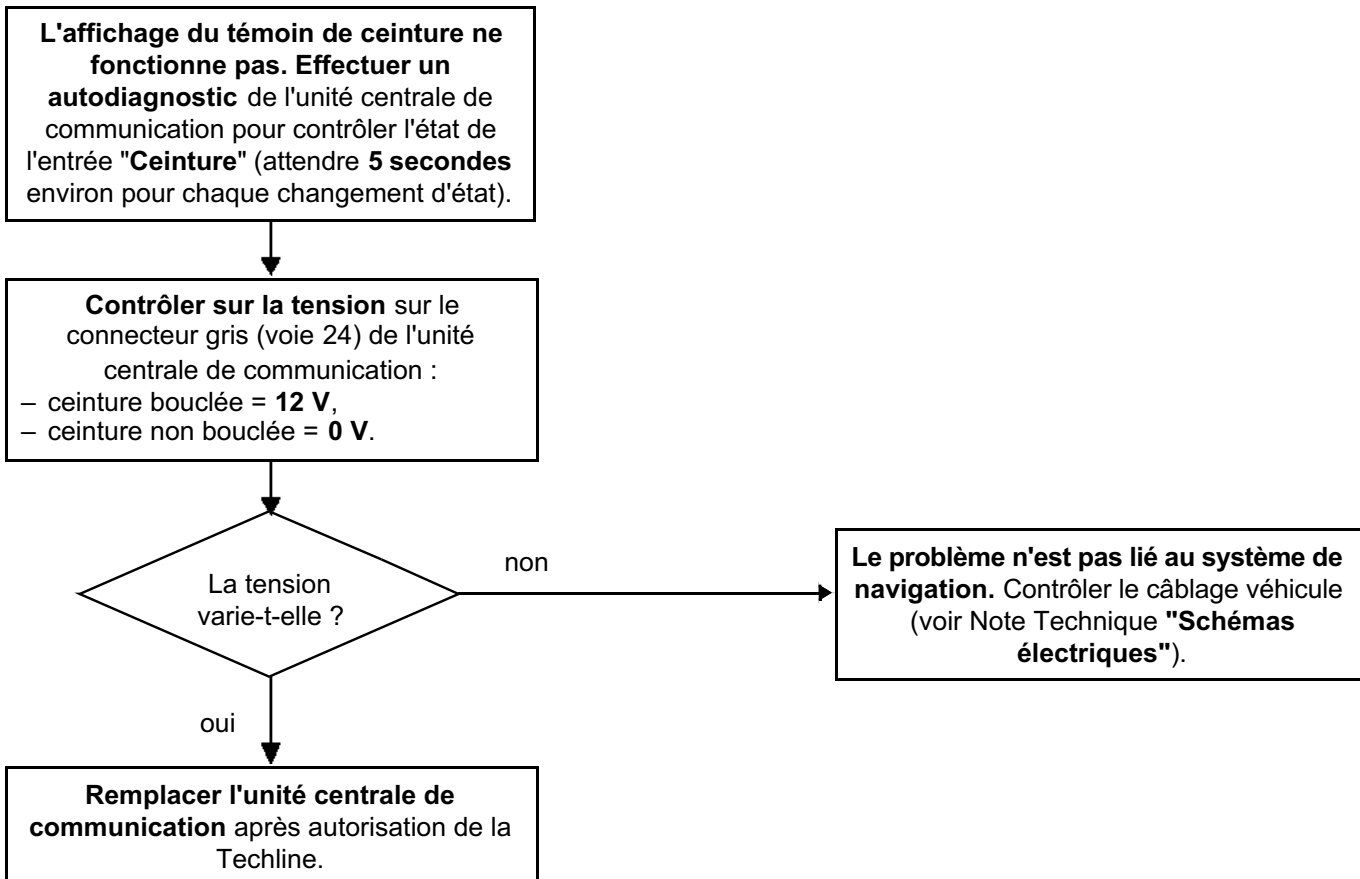 L'affichage du témoin de ceinture ne
fonctionne pas. Effectuer un
autodiagnostic de l'unité centrale de
communication pour contrôler l'état de
l'entrée "Ceinture" (attendre 5 secondes
environ pour chaque changement d'état).
Contrôler sur la tension sur le
connecteur gris (voie 24) de l'unité
centrale de communication :
– ceinture bouclée = 12 V,
– ceinture non bouclée = 0 V.
La tension
varie-t-elle ?
non
Le problème n'est pas lié au système de
navigation. Contrôler le câblage véhicule
(voir Note Technique "Schémas
électriques").
oui
Remplacer l'unité centrale de
communication après autorisation de la
Techline.